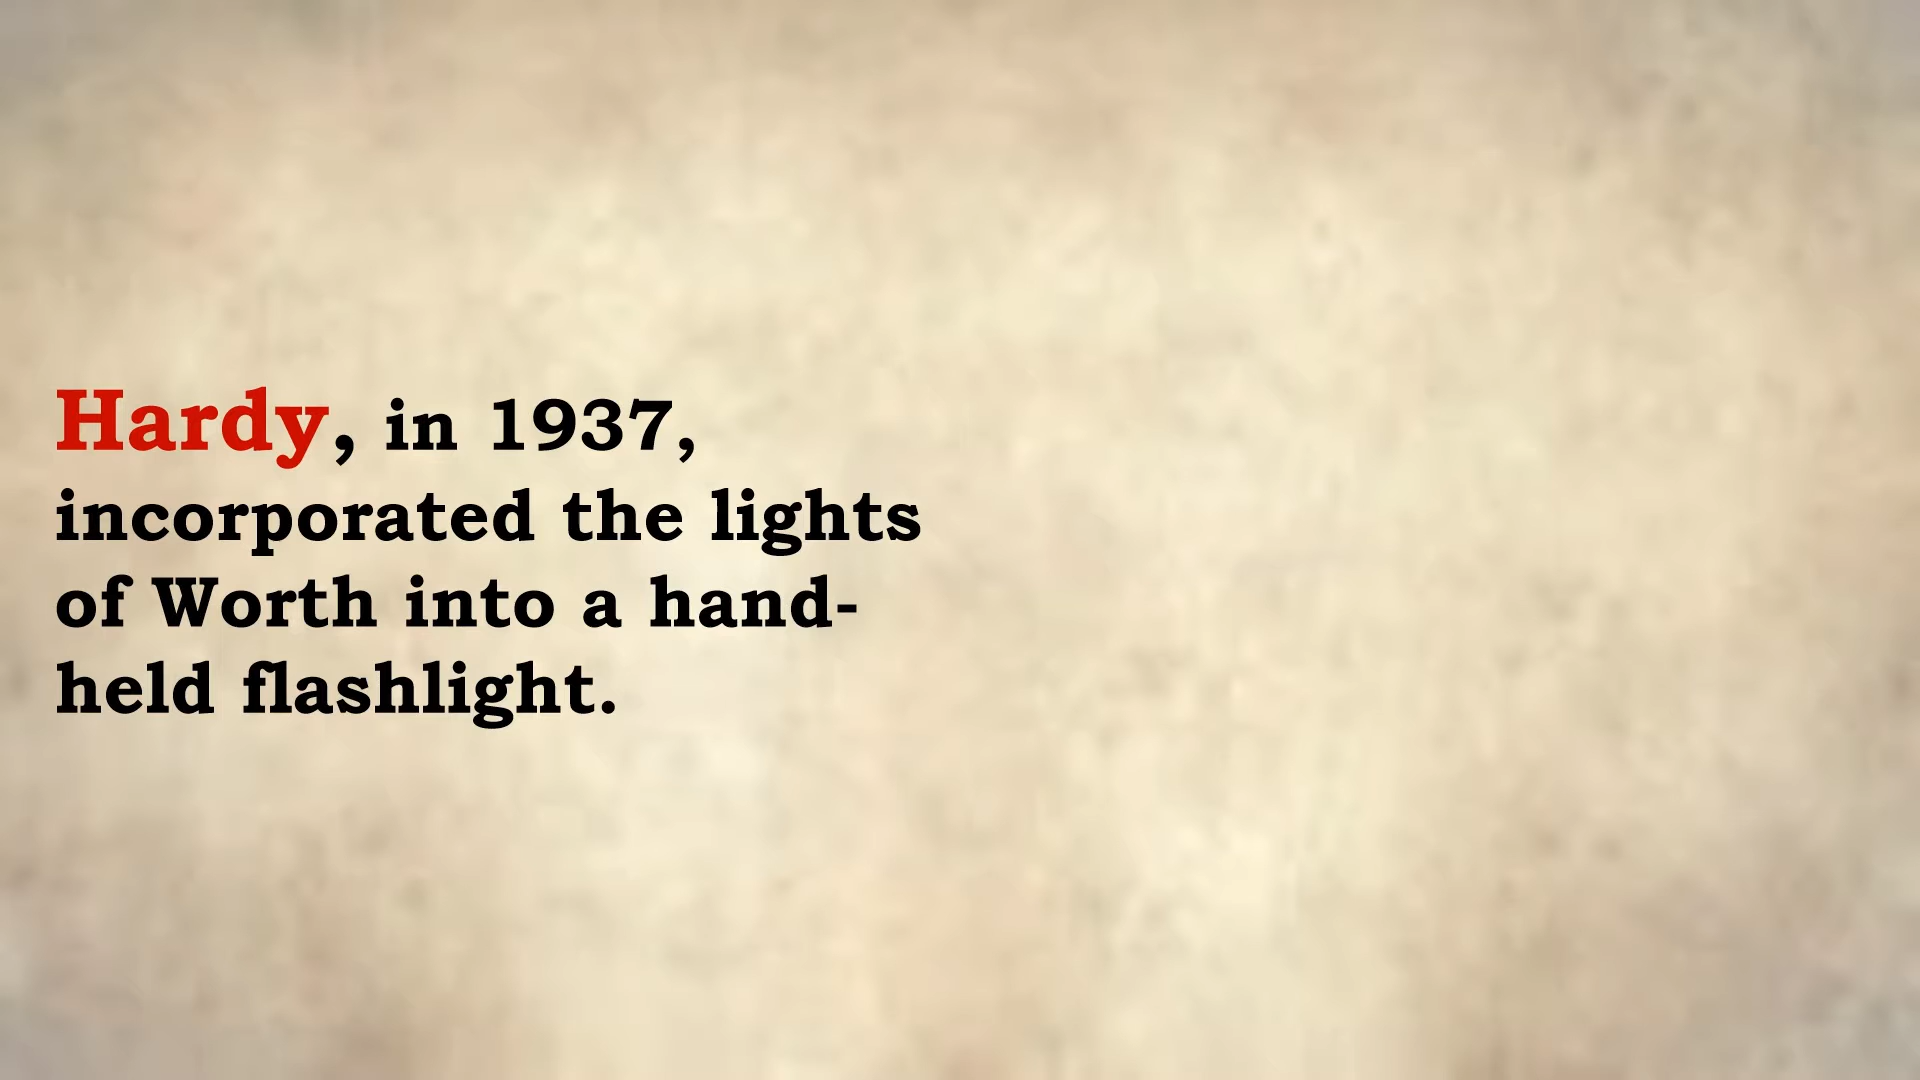 Hardy, in 1937,
incorporated the lights
of Worth into a hand-
held flashlight.